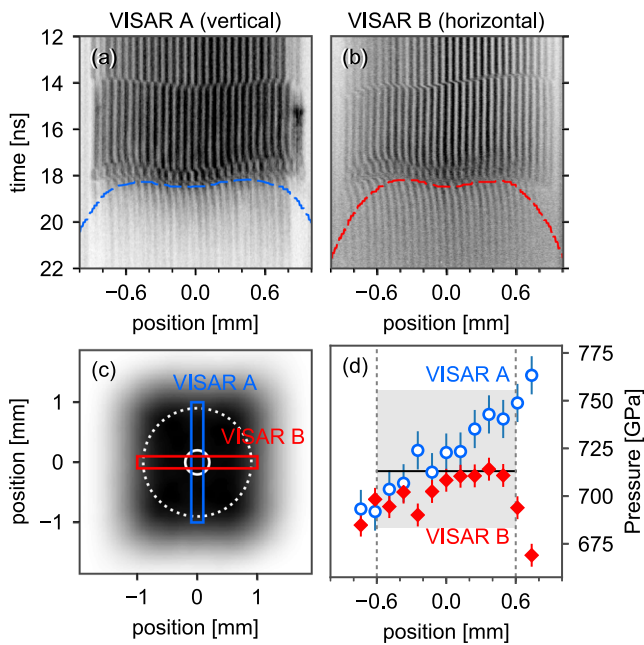 VISAR A (vertical)
VISAR B (horizontal)
(a)
(b)
12
14
16
18
20
22
time [ns]
−0.6
0.0
0.6
−0.6
0.0
0.6
position [mm]
position [mm]
(c)
VISAR A
VISAR B
1
0
−1
position [mm]
−1
0
1
position [mm]
(d)
VISAR A
VISAR B
775
750
725
700
675
Pressure [GPa]
−0.6
0.0
0.6
position [mm]